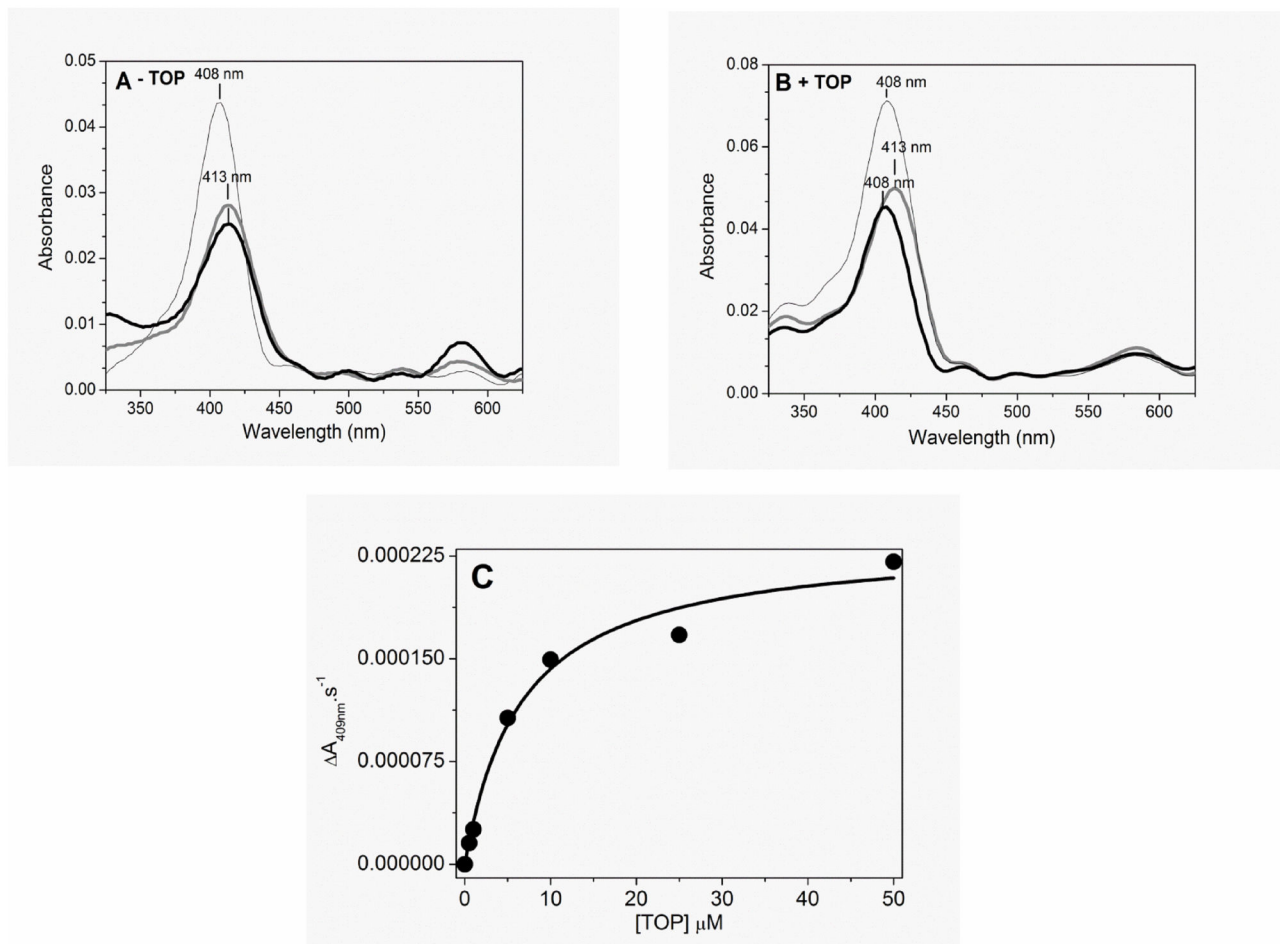 A - TOP
408 nm
413 nm
0.05
0.04
0.03
0.02
0.01
0.00
Absorbance
350 400 450 500 550 600
Wavelength (nm)
B + TOP
408 nm
413 nm
408 nm
0.08
0.06
0.04
0.02
0.00
Absorbance
350 400 450 500 550 600
Wavelength (nm)
C
0.000225
0.000150
0.000075
0.000000
ΔA409nm.s-1
0 10 20 30 40 50
[TOP] μM